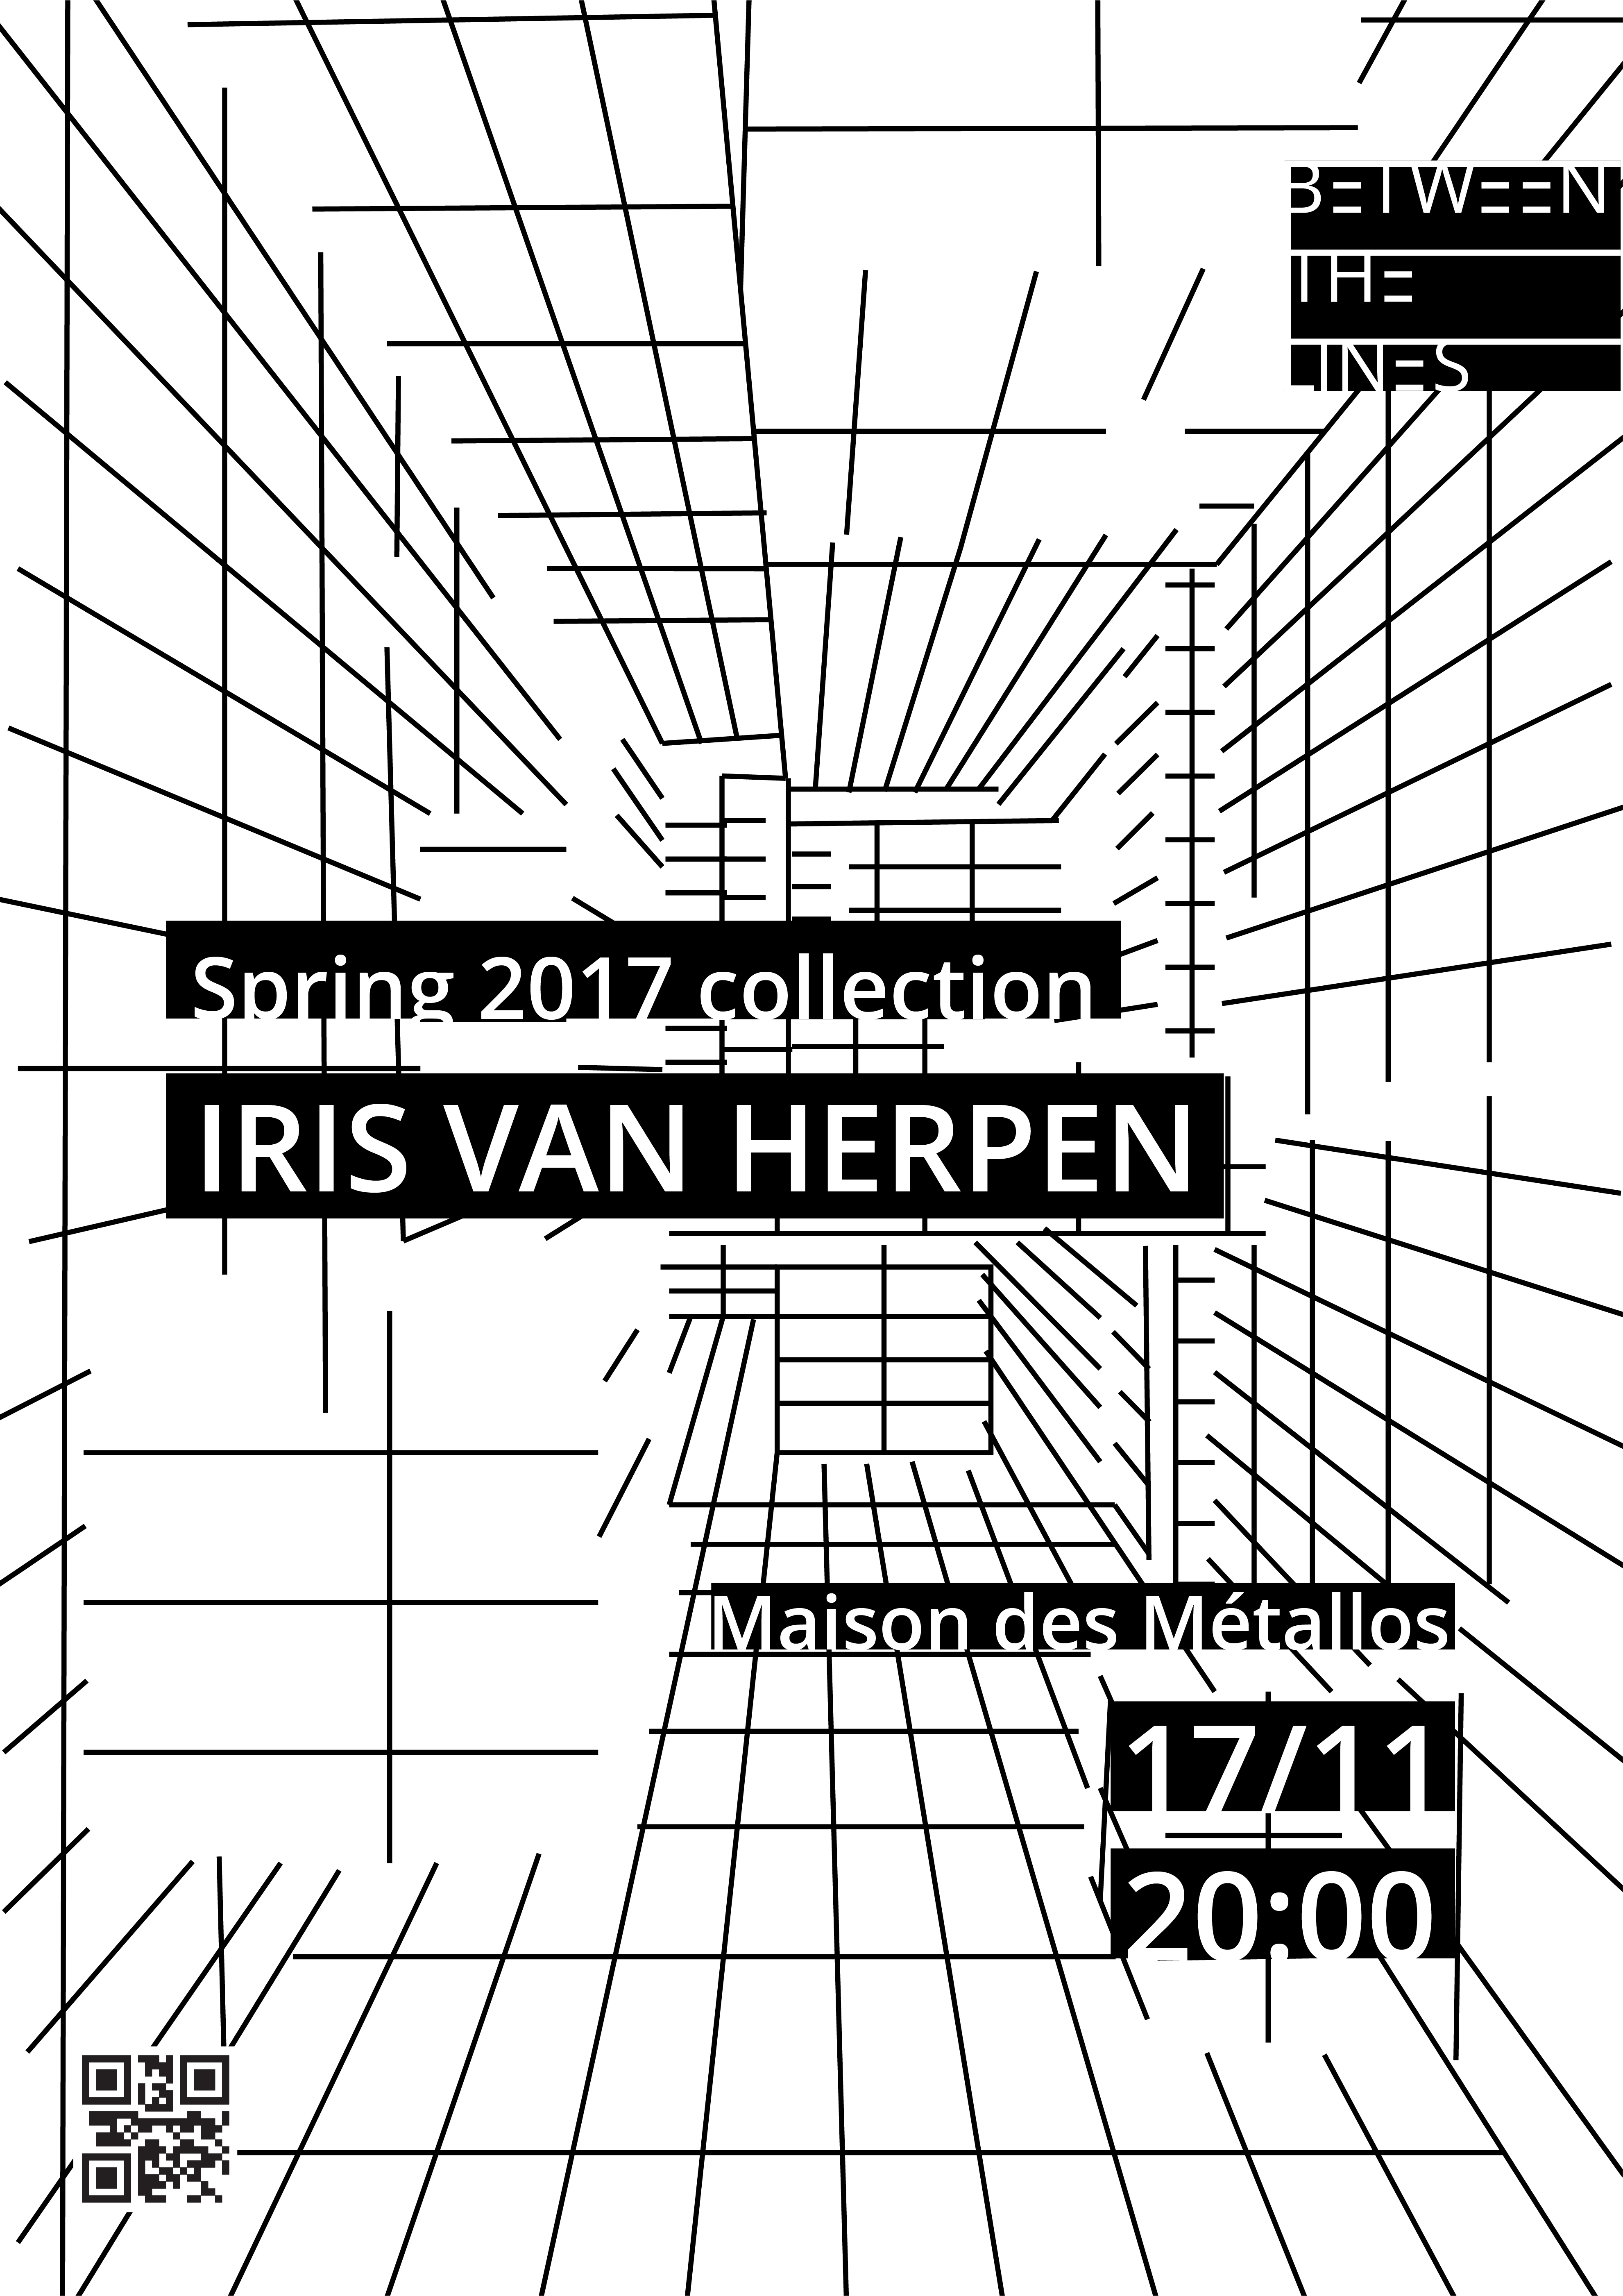 BETWEEN
THE
LINES
Spring 2017 collection
IRIS VAN HERPEN
Maison des Métallos
17/11
20:00